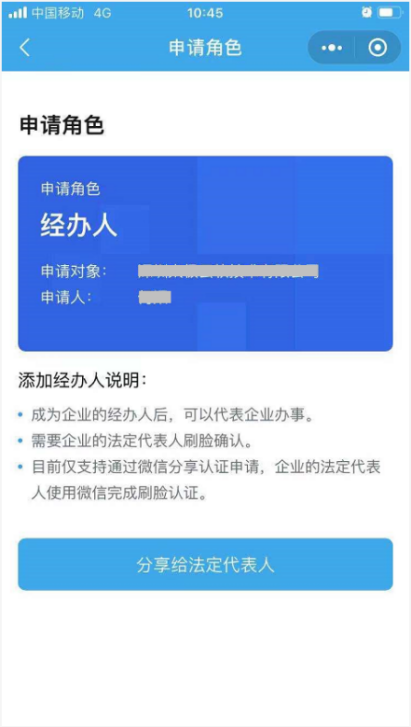 中国移动 4G 10:45
申请角色
申请角色
申请角色
经办人
申请对象：
申请人：
添加经办人说明：
• 成为企业的经办人后，可以代表企业办事。
• 需要企业的法定代表人刷脸确认。
• 目前仅支持通过微信分享认证申请，企业的法定代表
人使用微信完成刷脸认证。
分享给法定代表人